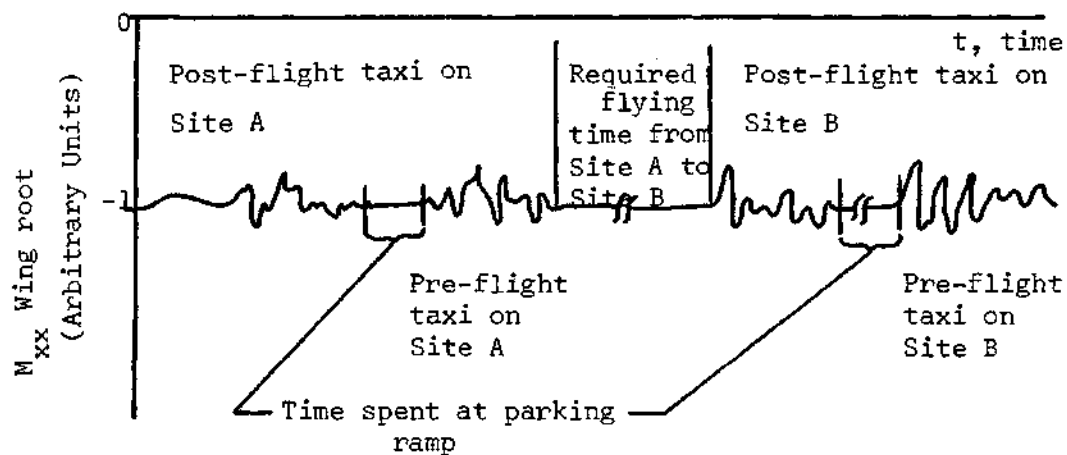 0
t, time
Post-flight taxi on
Site A
Required
flying
time from
Site A to
Site B
Post-flight taxi on
Site B
-1
M_xx Wing root
(Arbitrary Units)
Pre-flight
taxi on
Site A
Pre-flight
taxi on
Site B
Time spent at parking
ramp